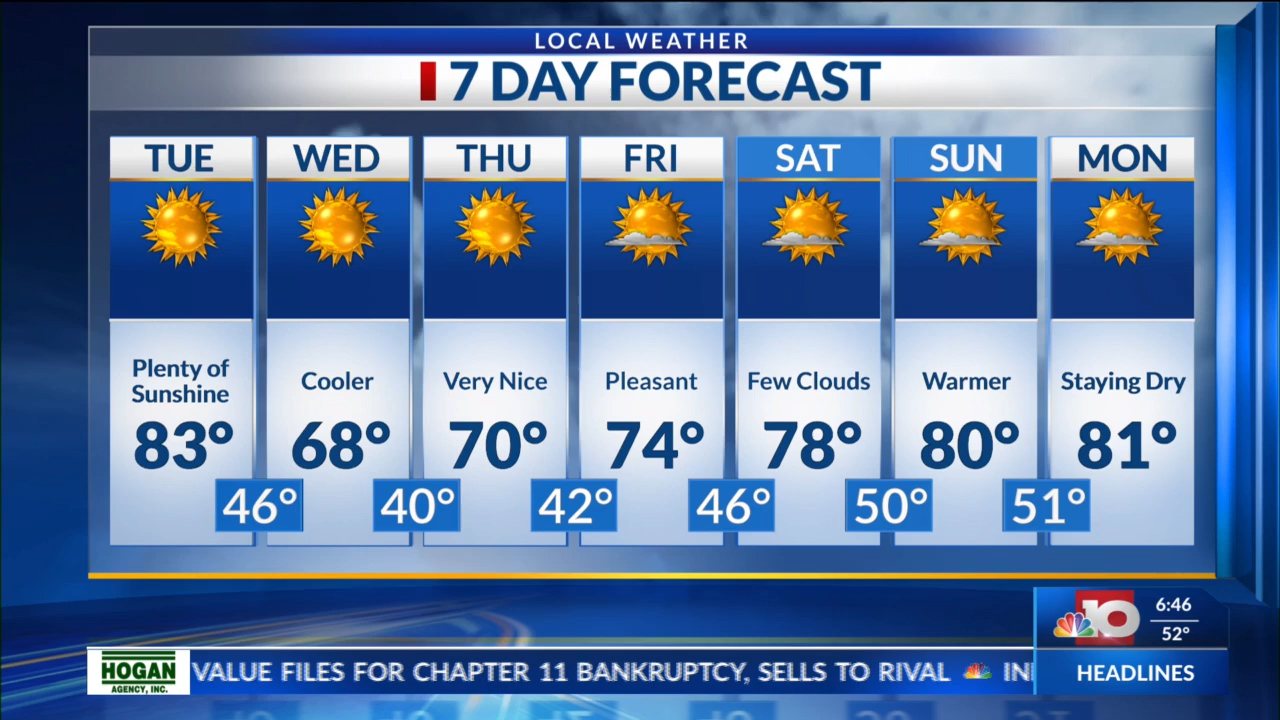 LOCAL WEATHER
7 DAY FORECAST
TUE WED THU FRI SAT SUN MON
Plenty of
Sunshine
Cooler Very Nice Pleasant Few Clouds Warmer Staying Dry
83° 68° 70° 74° 78° 80° 81°
46° 40° 42° 46° 50° 51°
10
6:46
52°
HOGAN
AGENCY, INC.
VALUE FILES FOR CHAPTER 11 BANKRUPTCY, SELLS TO RIVAL
HEADLINES